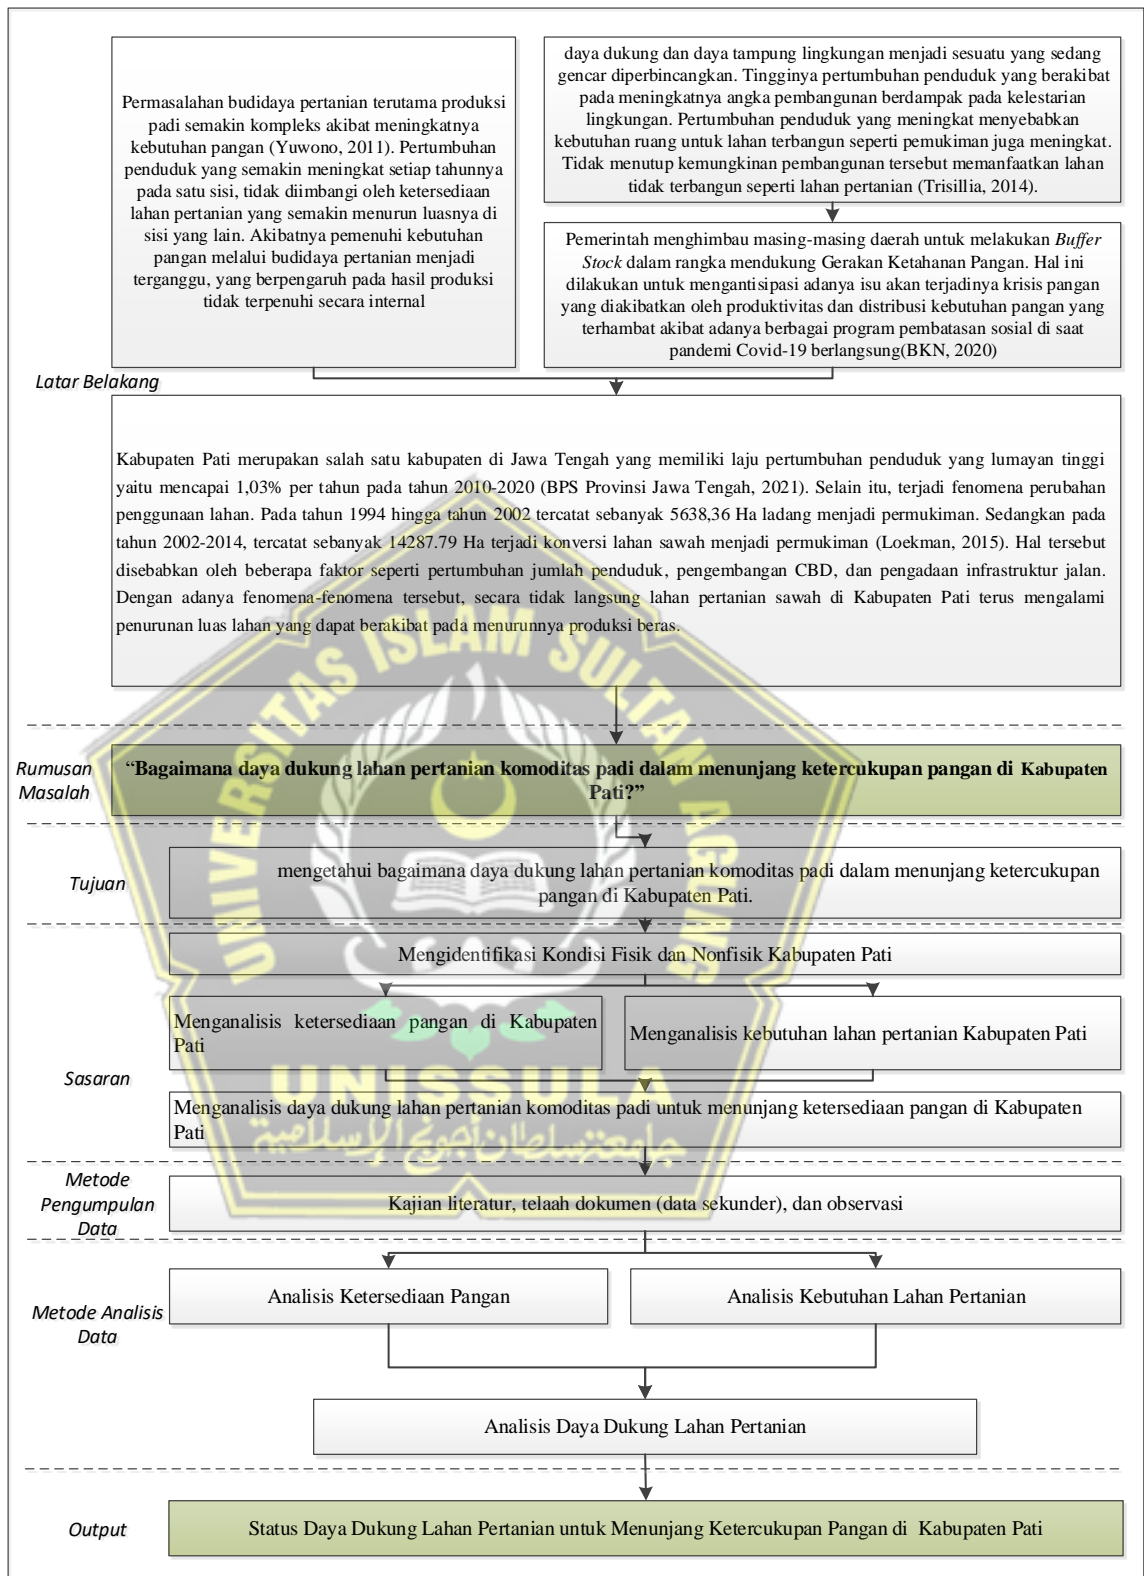 Permasalahan budidaya pertanian terutama produksi
padi semakin kompleks akibat meningkatnya
kebutuhan pangan (Yuwono, 2011). Pertumbuhan
penduduk yang semakin meningkat setiap tahunnya
pada satu sisi, tidak diimbangi oleh ketersediaan
lahan pertanian yang semakin menurun luasnya di
sisi yang lain. Akibatnya pemenuhi kebutuhan
pangan melalui budidaya pertanian menjadi
terganggu, yang berpengaruh pada hasil produksi
tidak terpenuhi secara internal
daya dukung dan daya tampung lingkungan menjadi sesuatu yang sedang
gencar diperbincangkan. Tingginya pertumbuhan penduduk yang berakibat
pada meningkatnya angka pembangunan berdampak pada kelestarian
lingkungan. Pertumbuhan penduduk yang meningkat menyebabkan
kebutuhan ruang untuk lahan terbangun seperti pemukiman juga meningkat.
Tidak menutup kemungkinan pembangunan tersebut memanfaatkan lahan
tidak terbangun seperti lahan pertanian (Trisillia, 2014).
Pemerintah menghimbau masing-masing daerah untuk melakukan Buffer
Stock dalam rangka mendukung Gerakan Ketahanan Pangan. Hal ini
dilakukan untuk mengantisipasi adanya isu akan terjadinya krisis pangan
yang diakibatkan oleh produktivitas dan distribusi kebutuhan pangan yang
terhambat akibat adanya berbagai program pembatasan sosial di saat
pandemi Covid-19 berlangsung(BKN, 2020)
Latar Belakang
Kabupaten Pati merupakan salah satu kabupaten di Jawa Tengah yang memiliki laju pertumbuhan penduduk yang lumayan tinggi
yaitu mencapai 1,03% per tahun pada tahun 2010-2020 (BPS Provinsi Jawa Tengah, 2021). Selain itu, terjadi fenomena perubahan
penggunaan lahan. Pada tahun 1994 hingga tahun 2002 tercatat sebanyak 5638,36 Ha ladang menjadi permukiman. Sedangkan pada
tahun 2002-2014, tercatat sebanyak 14287.79 Ha terjadi konversi lahan sawah menjadi permukiman (Loekman, 2015). Hal tersebut
disebabkan oleh beberapa faktor seperti pertumbuhan jumlah penduduk, pengembangan CBD, dan pengadaan infrastruktur jalan.
Dengan adanya fenomena-fenomena tersebut, secara tidak langsung lahan pertanian sawah di Kabupaten Pati terus mengalami
penurunan luas lahan yang dapat berakibat pada menurunnya produksi beras.
UNIVERSITAS ISLAM SULTAN AGUNG
Rumusan
Masalah
“Bagaimana daya dukung lahan pertanian komoditas padi dalam menunjang ketercukupan pangan di Kabupaten
Pati?”
Tujuan
mengetahui bagaimana daya dukung lahan pertanian komoditas padi dalam menunjang ketercukupan
pangan di Kabupaten Pati.
Mengidentifikasi Kondisi Fisik dan Nonfisik Kabupaten Pati
Menganalisis ketersediaan pangan di Kabupaten
Pati
Menganalisis kebutuhan lahan pertanian Kabupaten Pati
Sasaran
UNISSULA
Menganalisis daya dukung lahan pertanian komoditas padi untuk menunjang ketersediaan pangan di Kabupaten
Pati
جامعتسلطان أجونج الإسلامية
Metode
Pengumpulan
Data
Kajian literatur, telaah dokumen (data sekunder), dan observasi
Metode Analisis
Data
Analisis Ketersediaan Pangan
Analisis Kebutuhan Lahan Pertanian
Analisis Daya Dukung Lahan Pertanian
Output
Status Daya Dukung Lahan Pertanian untuk Menunjang Ketercukupan Pangan di Kabupaten Pati